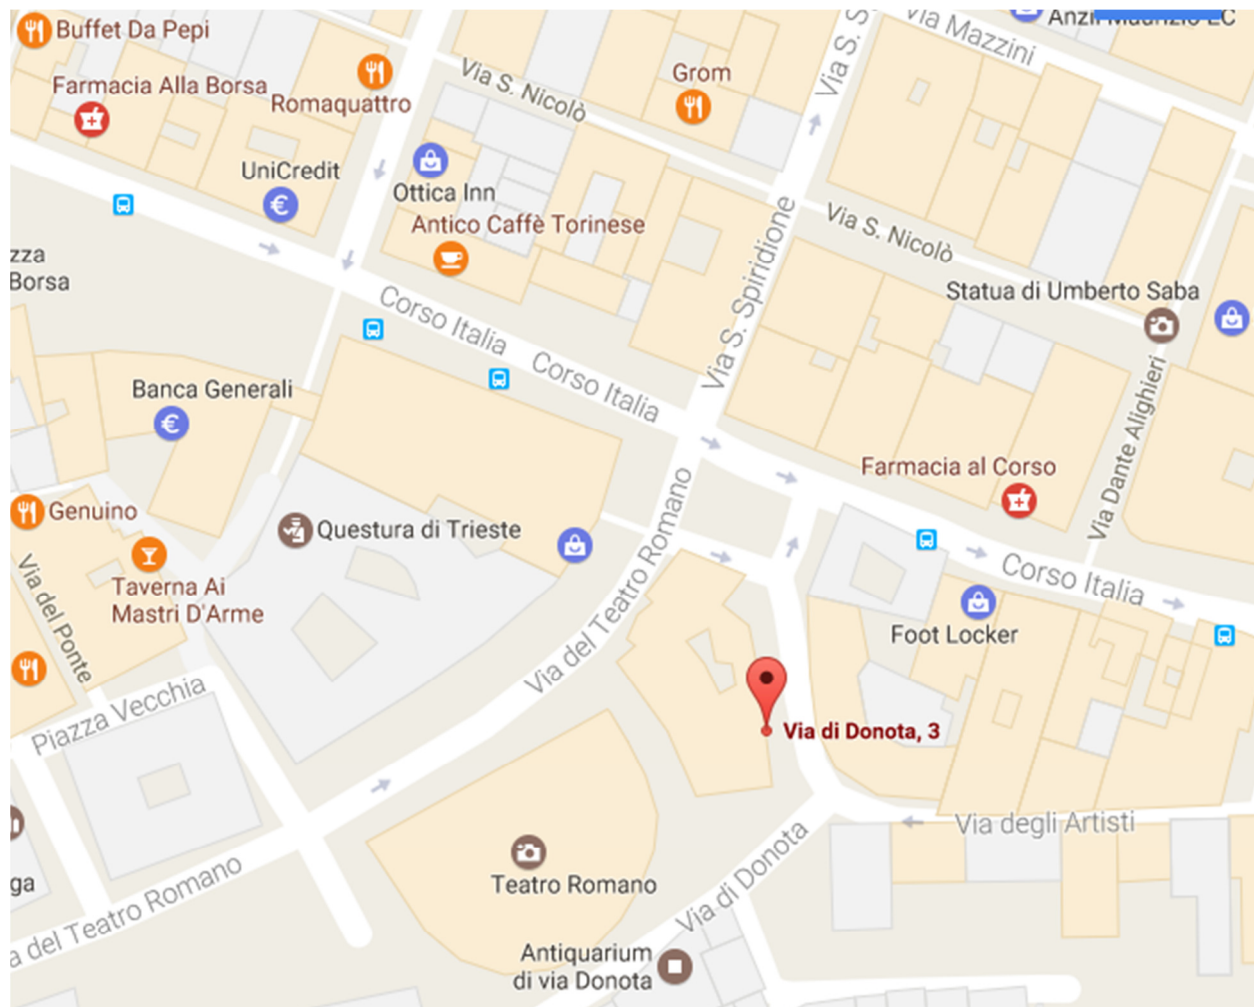 Buffet Da Pepi
Farmacia Alla Borsa
Romaquattro
UniCredit
€
Via S. Nicolò
Grom
Via S. S
Via Mazzini
Ottica Inn
Antico Caffè Torinese
Via S. Spiridione
Via S. Nicolò
zza
Borsa
Statua di Umberto Saba
Corso Italia
Corso Italia
Banca Generali
€
Via Dante Alighieri
Farmacia al Corso
Genuino
Questura di Trieste
Via del Teatro Romano
Corso Italia
Taverna Ai
Mastri D'Arme
Via del Ponte
Foot Locker
Piazza Vecchia
Via di Donota, 3
Via degli Artisti
Teatro Romano
ga
a del Teatro Romano
Via di Donota
Antiquarium
di via Donota